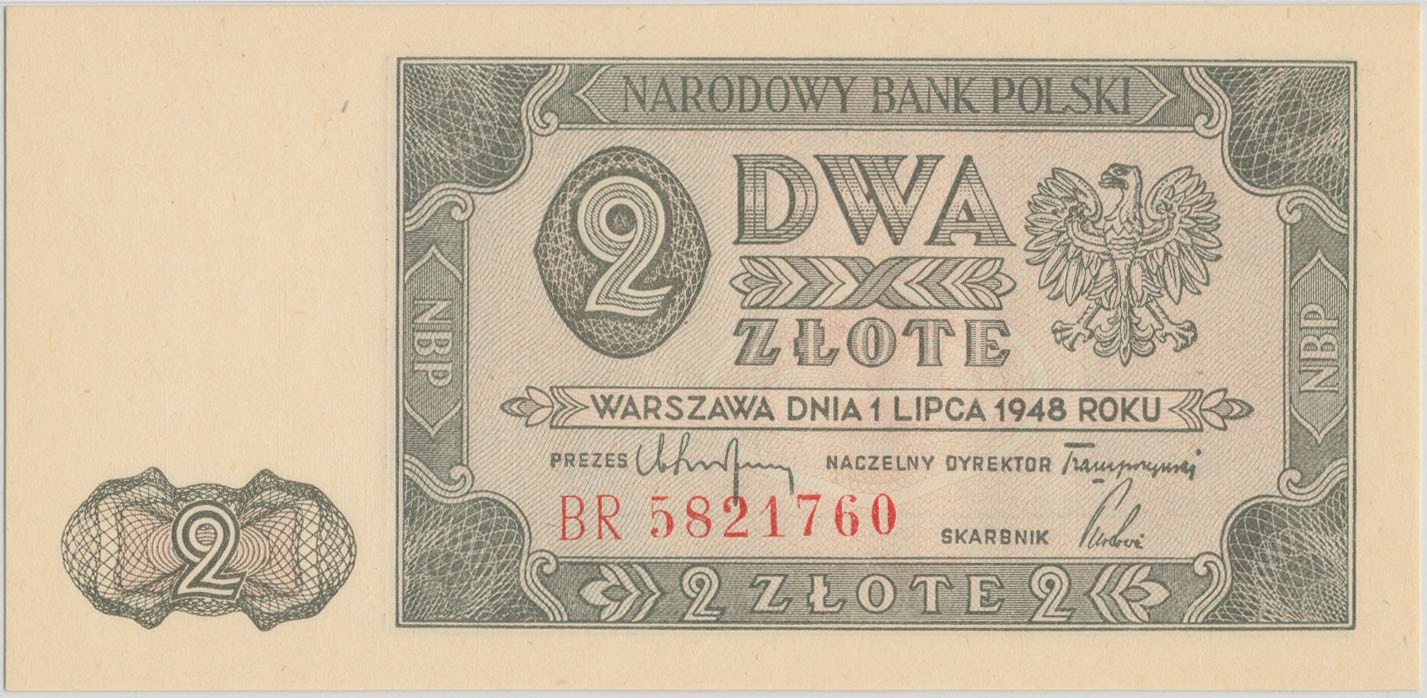 NARODOWY BANK POLSKI
2
DWA
ZŁOTE
NBP
NBP
WARSZAWA DNIA 1 LIPCA 1948 ROKU
PREZES NACZELNY DYREKTOR
BR 5821760
SKARBNIK
2
2 ZŁOTE 2